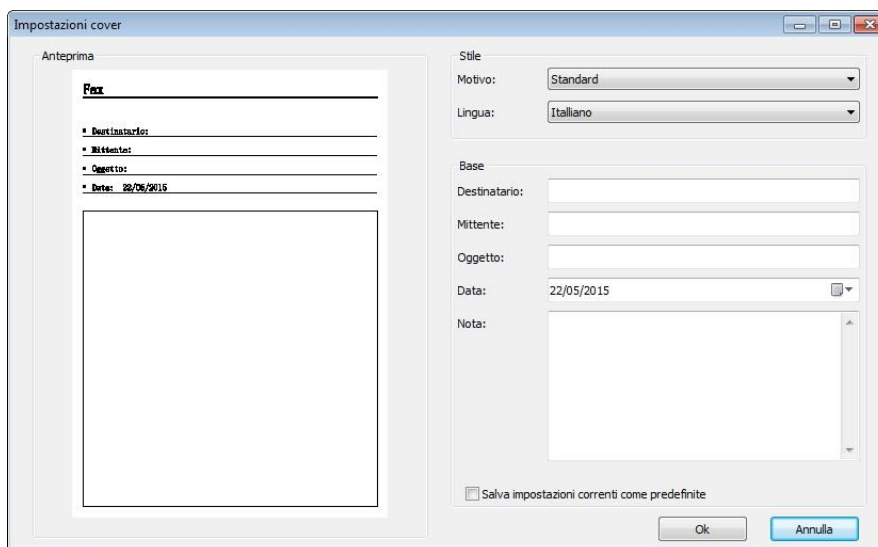 Impostazioni cover
Anteprima
Fax
Destinatario:
Mittente:
Oggetto:
Data: 22/05/2015
Stile
Motivo: Standard
Lingua: Italliano
Base
Destinatario:
Mittente:
Oggetto:
Data: 22/05/2015
Nota:
Salva impostazioni correnti come predefinite
Ok Annulla